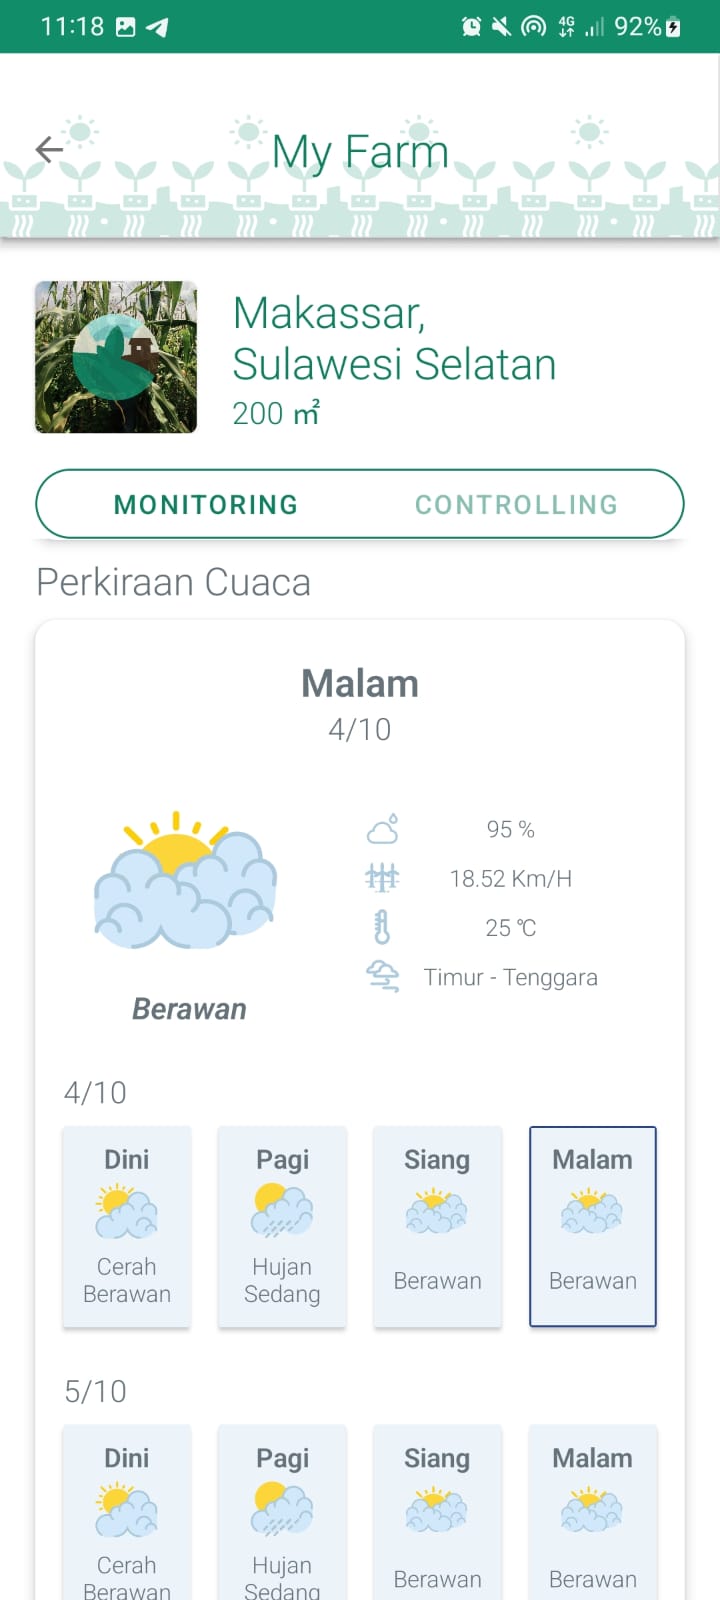 11:18 4G 92%
My Farm
Makassar,
Sulawesi Selatan
200 ㎡
MONITORING CONTROLLING
Perkiraan Cuaca
Malam
4/10
95 %
18.52 Km/H
25 ℃
Timur - Tenggara
Berawan
4/10
Dini Pagi Siang Malam
Cerah Hujan
Berawan Sedang Berawan Berawan
5/10
Dini Pagi Siang Malam
Cerah Hujan
Berawan Sedang Berawan Berawan